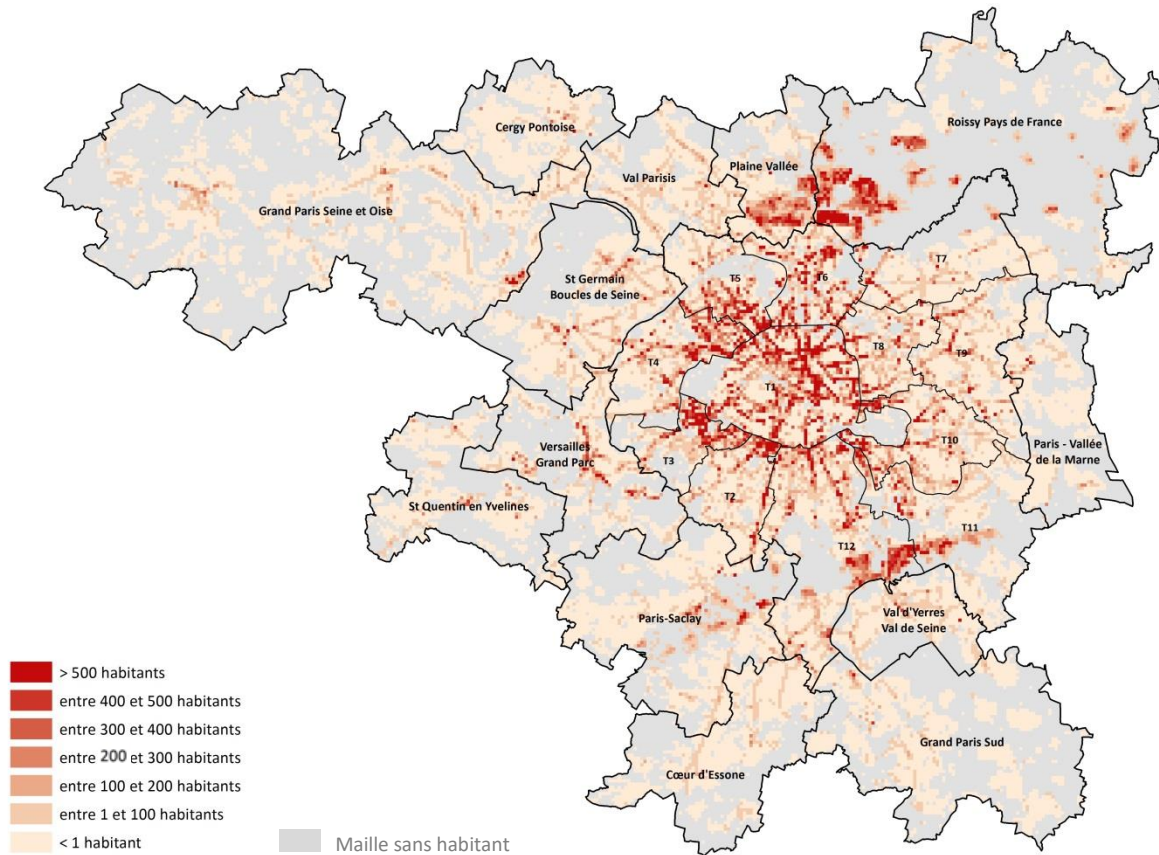 Cergy Pontoise
Roissy Pays de France
Plaine Vallée
Val Parisis
Grand Paris Seine et Oise
T7
St Germain
Boucles de Seine
T5
T6
T8
T9
T4
T1
Versailles
Grand Parc
T10
Paris - Vallée
de la Marne
T3
T2
St Quentin en Yvelines
T11
T12
Paris-Saclay
Val d'Yerres
Val de Seine
Grand Paris Sud
Cœur d'Essone
> 500 habitants
entre 400 et 500 habitants
entre 300 et 400 habitants
entre 200 et 300 habitants
entre 100 et 200 habitants
entre 1 et 100 habitants
< 1 habitant
Maille sans habitant